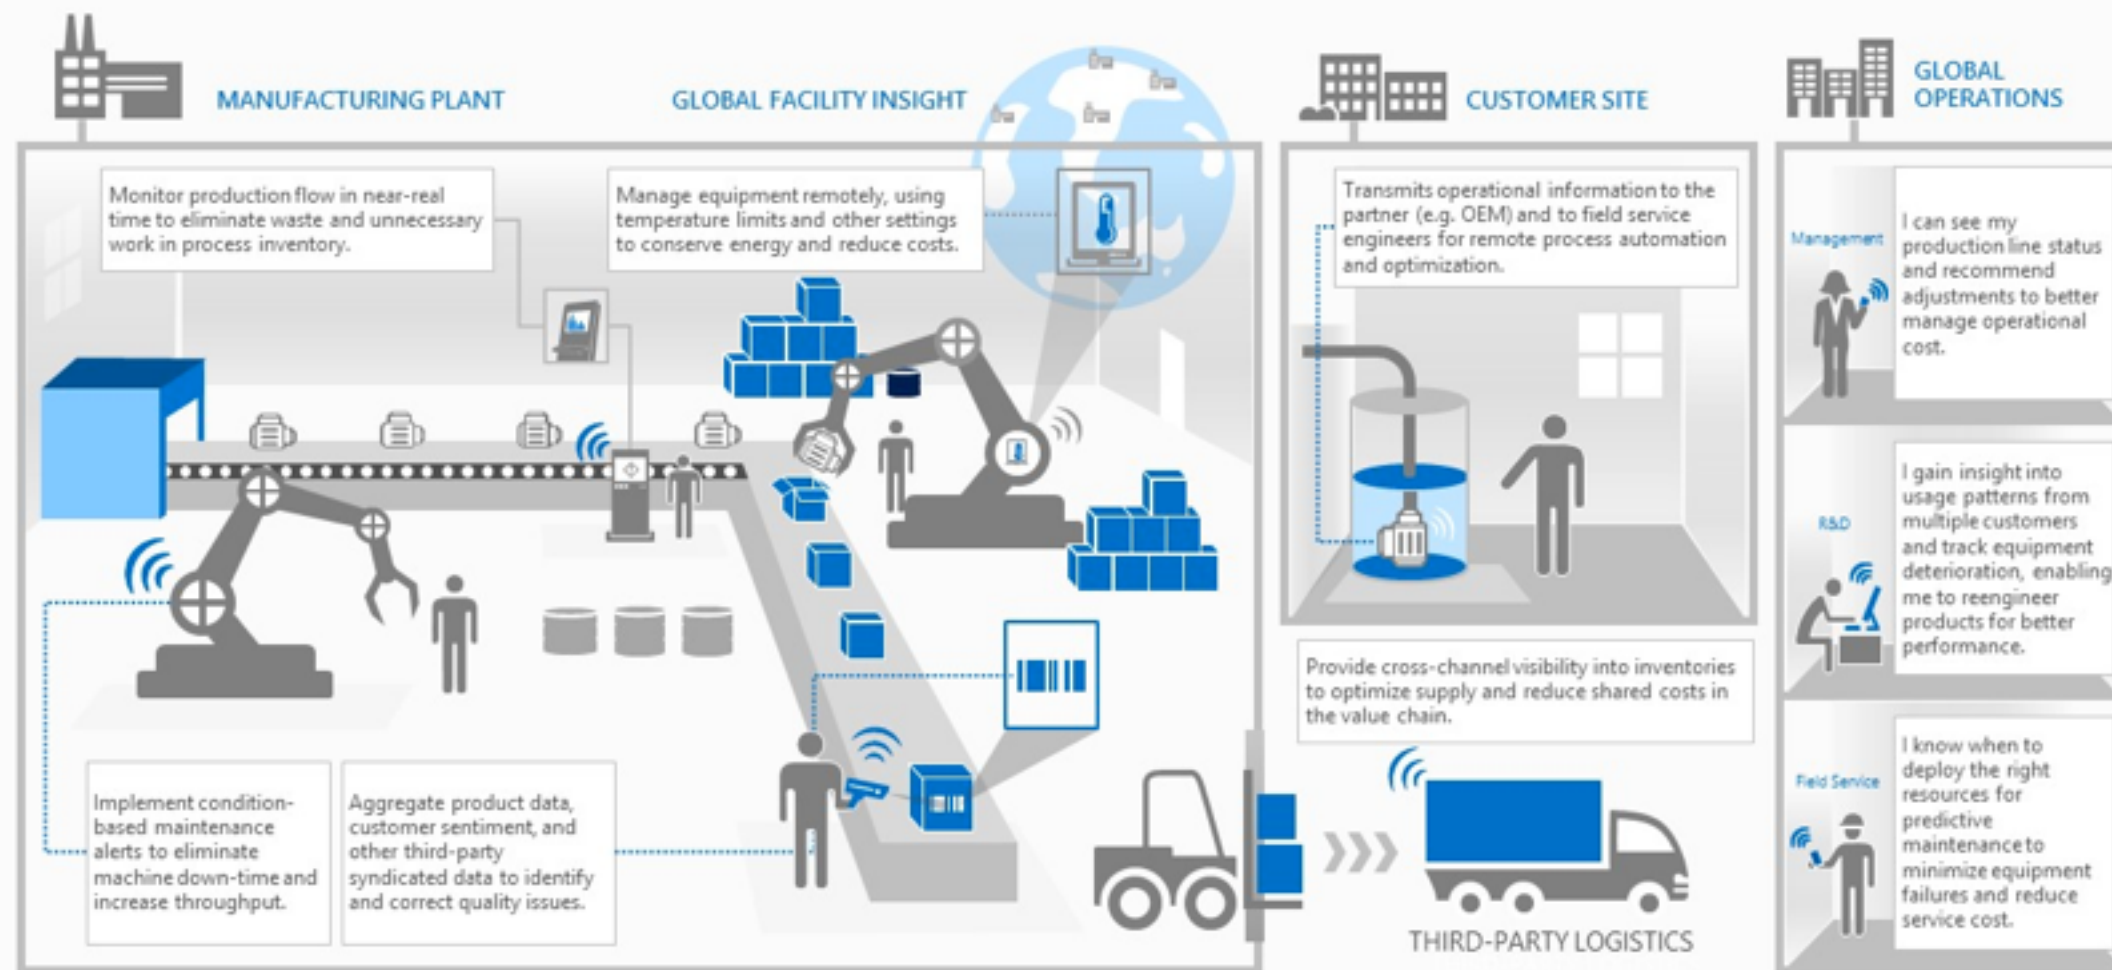 MANUFACTURING PLANT
GLOBAL FACILITY INSIGHT
CUSTOMER SITE
GLOBAL
OPERATIONS
Monitor production flow in near-real
time to eliminate waste and unnecessary
work in process inventory.
Manage equipment remotely, using
temperature limits and other settings
to conserve energy and reduce costs.
Implement condition-
based maintenance
alerts to eliminate
machine down-time and
increase throughput.
Aggregate product data,
customer sentiment, and
other third-party
syndicated data to identify
and correct quality issues.
Transmits operational information to the
partner (e.g. OEM) and to field service
engineers for remote process automation
and optimization.
Provide cross-channel visibility into inventories
to optimize supply and reduce shared costs in
the value chain.
THIRD-PARTY LOGISTICS
Management
I can see my
production line status
and recommend
adjustments to better
manage operational
cost.
R&D
I gain insight into
usage patterns from
multiple customers
and track equipment
deterioration, enabling
me to reengineer
products for better
performance.
Field Service
I know when to
deploy the right
resources for
predictive
maintenance to
minimize equipment
failures and reduce
service cost.